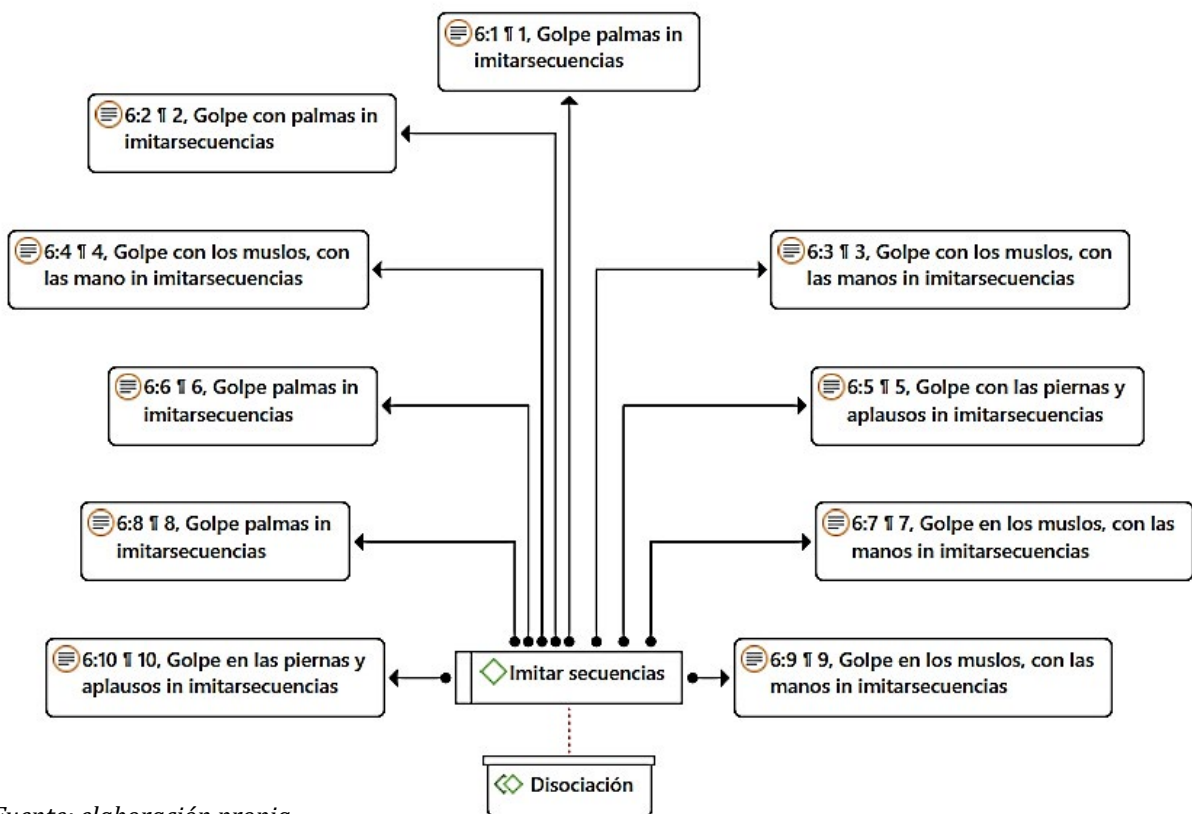 6:1 ¶ 1, Golpe palmas in
imitarsecuencias
6:2 ¶ 2, Golpe con palmas in
imitarsecuencias
6:4 ¶ 4, Golpe con los muslos, con
las mano in imitarsecuencias
6:3 ¶ 3, Golpe con los muslos, con
las manos in imitarsecuencias
6:6 ¶ 6, Golpe palmas in
imitarsecuencias
6:5 ¶ 5, Golpe con las piernas y
aplausos in imitarsecuencias
6:8 ¶ 8, Golpe palmas in
imitarsecuencias
6:7 ¶ 7, Golpe en los muslos, con las
manos in imitarsecuencias
6:10 ¶ 10, Golpe en las piernas y
aplausos in imitarsecuencias
Imitar secuencias
6:9 ¶ 9, Golpe en los muslos, con las
manos in imitarsecuencias
Disociación
Fuente: elaboración propia